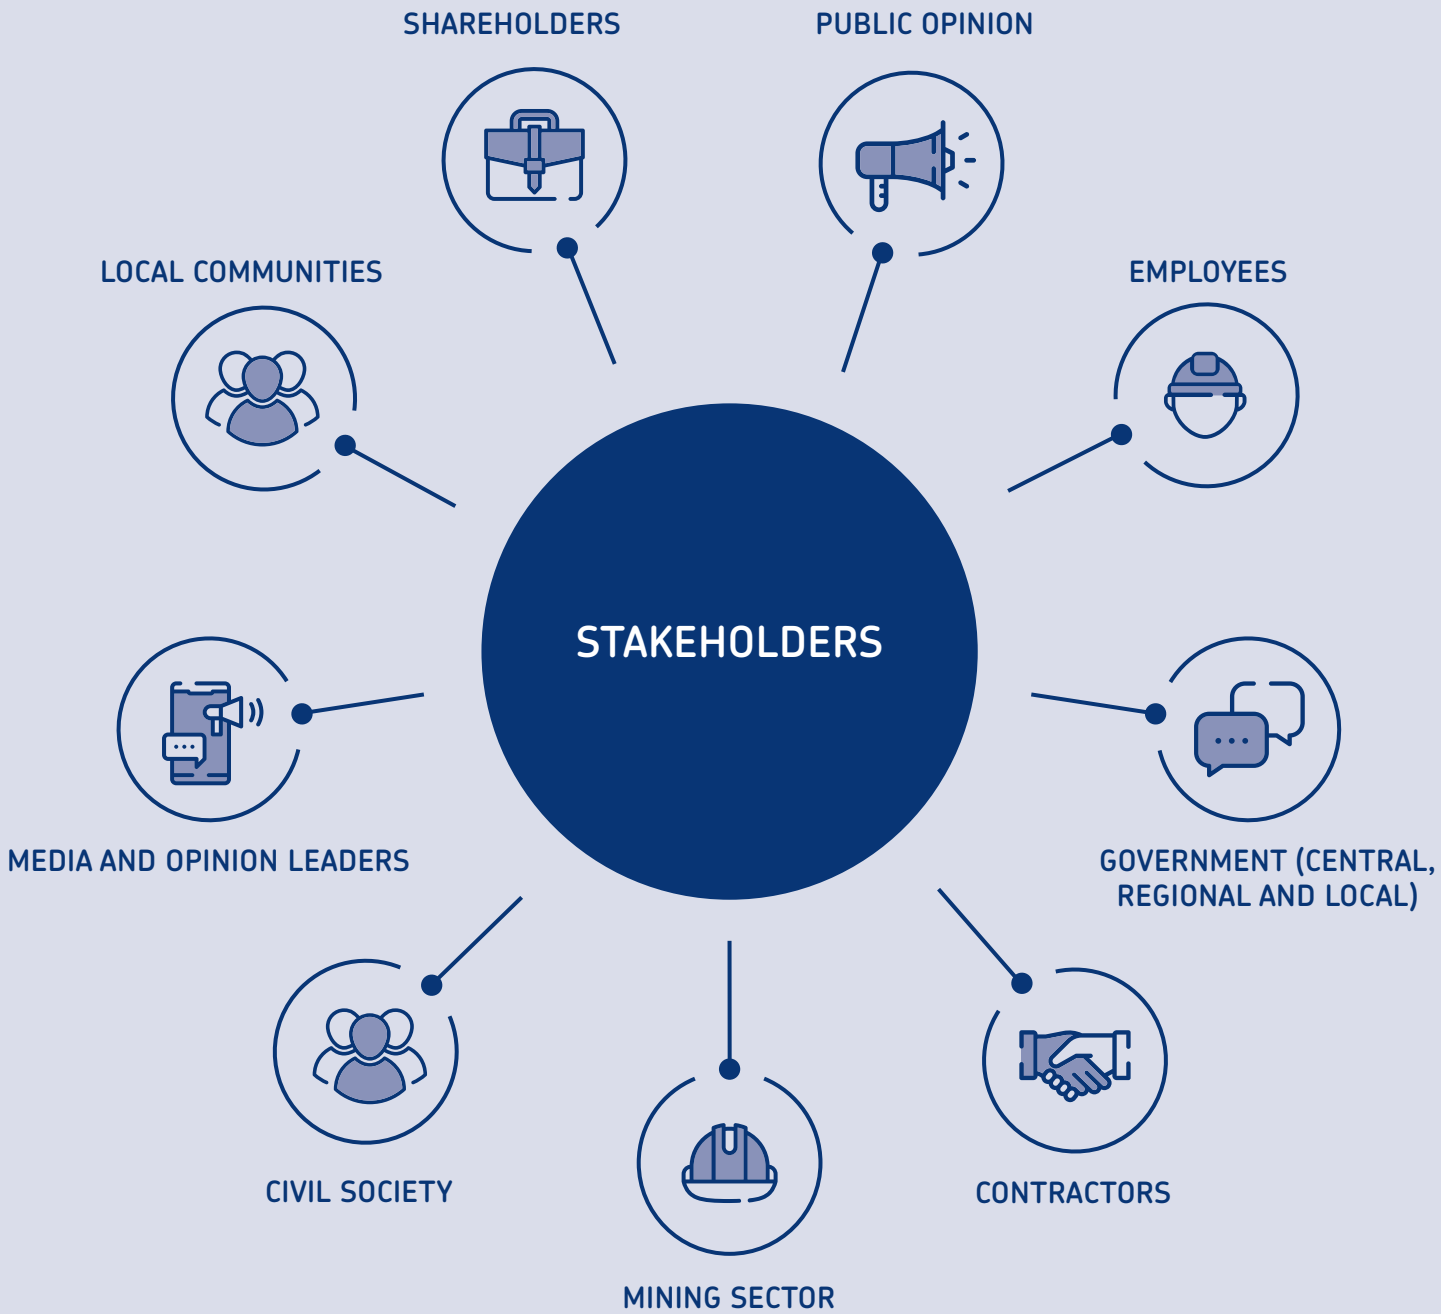 SHAREHOLDERS
PUBLIC OPINION
LOCAL COMMUNITIES
EMPLOYEES
STAKEHOLDERS
MEDIA AND OPINION LEADERS
GOVERNMENT (CENTRAL,
REGIONAL AND LOCAL)
CIVIL SOCIETY
CONTRACTORS
MINING SECTOR